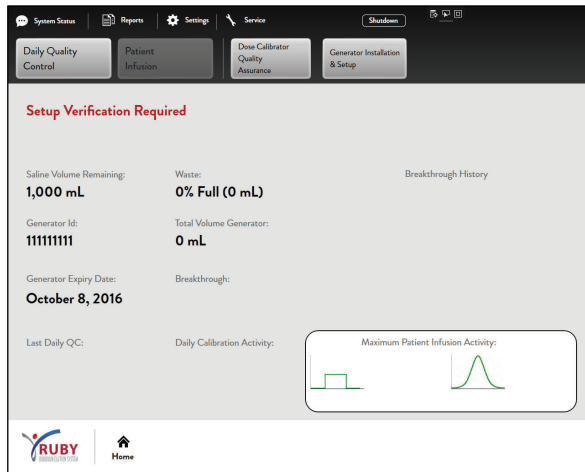 System Status
Reports
Settings
Service
Shutdown
Daily Quality
Control
Patient
Infusion
Dose Calibrator
Quality
Assurance
Generator Installation
& Setup
Setup Verification Required
Saline Volume Remaining:
1,000 mL
Waste:
0% Full (0 mL)
Breakthrough History
Generator Id:
111111111
Total Volume Generator:
0 mL
Generator Expiry Date:
October 8, 2016
Breakthrough:
Last Daily QC:
Daily Calibration Activity:
Maximum Patient Infusion Activity:
RUBY
RUBIDIUM ELUTION SYSTEM
Home